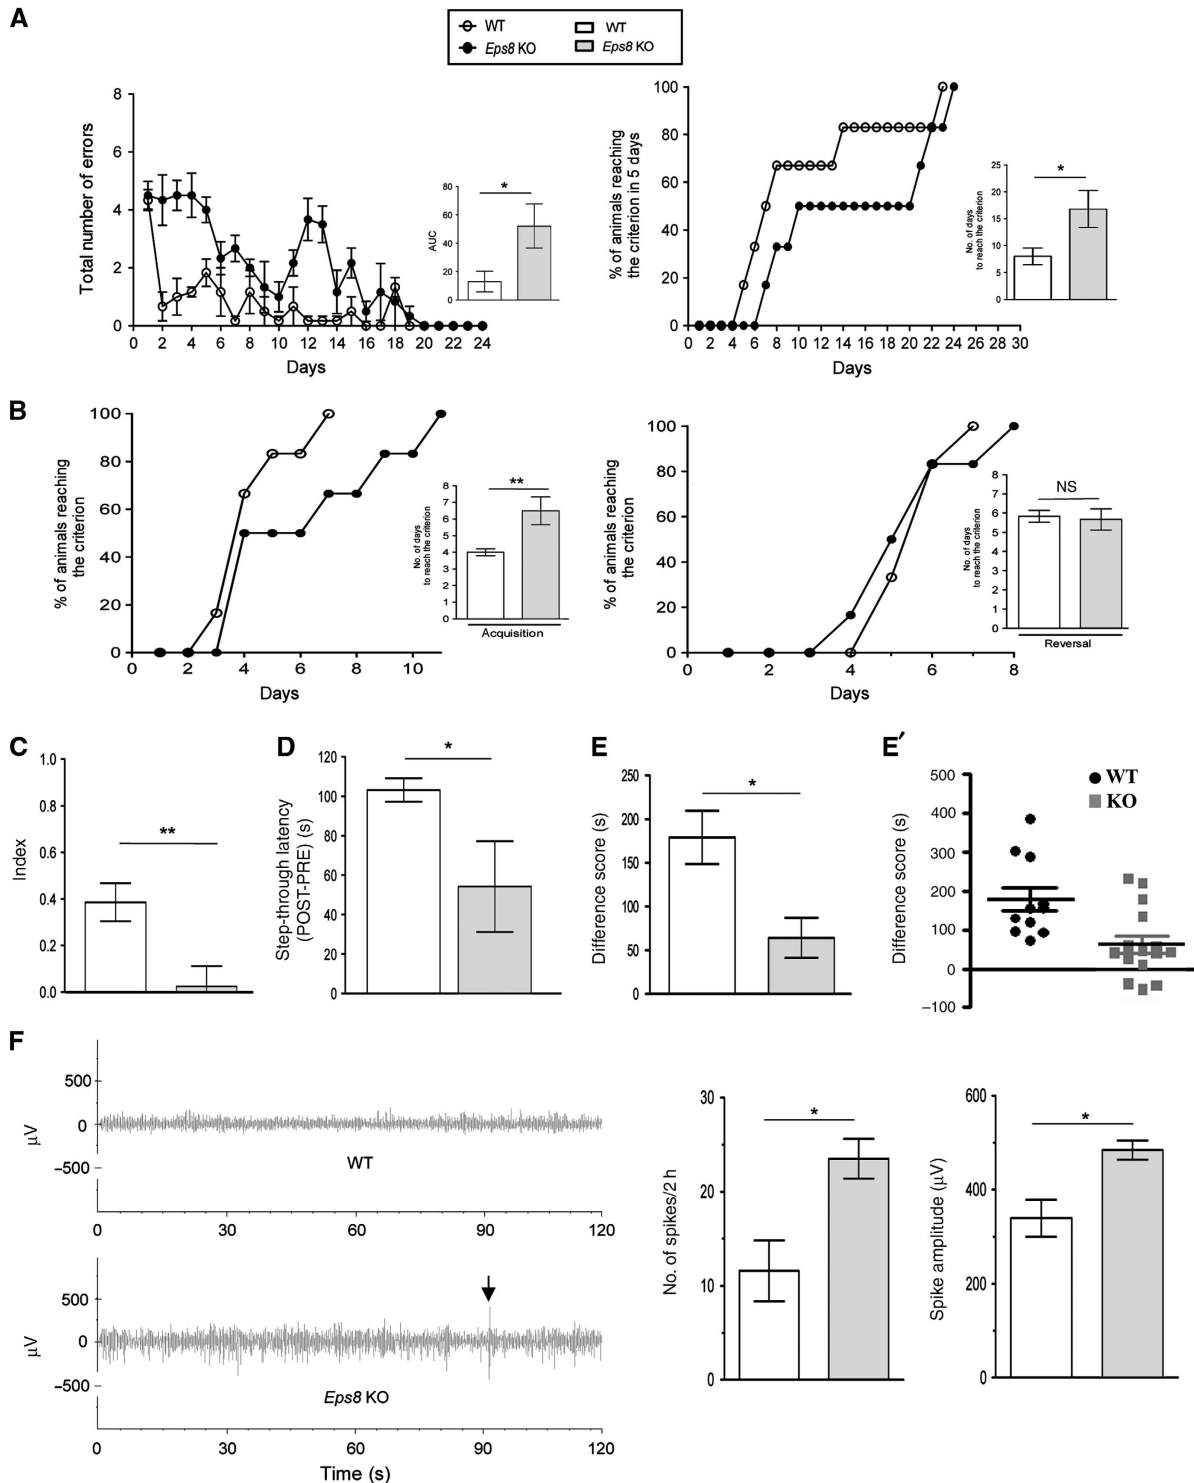 A
WT
WT
Eps8 KO
Eps8 KO
8
6
4
2
0
Total number of errors
0 2 4 6 8 10 12 14 16 18 20 22 24
Days
80
60
40
20
0
AUC
*
100
80
60
40
20
0
% of animals reaching
the criterion in 5 days
0 2 4 6 8 10 12 14 16 18 20 22 24 26 28 30
Days
25
20
15
10
5
0
No. of days
to reach the criterion
*
B
100
80
60
40
20
0
% of animals reaching
the criterion
0 2 4 6 8 10
Days
8
7
6
5
4
3
2
1
0
No. of days
to reach the criterion
**
Acquisition
100
80
60
40
20
0
% of animals reaching
the criterion
0 2 4 6 8
Days
8
7
6
5
4
3
2
1
0
No. of days
to reach the criterion
NS
Reversal
C
1.0
0.8
0.6
0.4
0.2
0.0
Index
**
D
120
100
80
60
40
20
0
Step-through latency
(POST-PRE) (s)
*
E
250
200
150
100
50
0
Difference score (s)
*
E′
500
400
300
200
100
0
−100
Difference score (s)
WT
KO
F
500
0
−500
μV
WT
0 30 60 90 120
500
0
−500
μV
Eps8 KO
0 30 60 90 120
Time (s)
30
20
10
0
No. of spikes/2 h
*
600
400
200
0
Spike amplitude (μV)
*